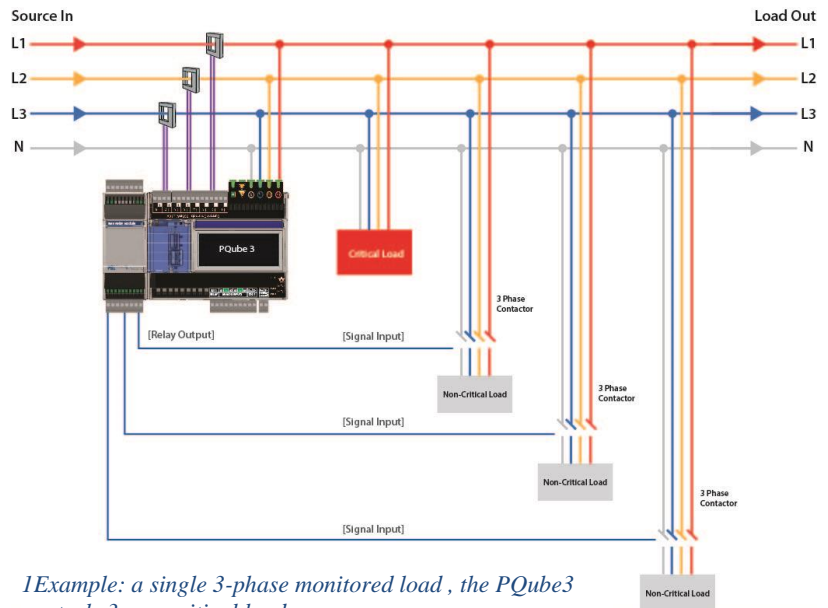 Source In
Load Out
L1
L1
L2
L2
L3
L3
N
N
PQube 3
Critical Load
3 Phase
Contactor
[Relay Output]
[Signal Input]
Non-Critical Load
3 Phase
Contactor
[Signal Input]
Non-Critical Load
3 Phase
Contactor
[Signal Input]
1Example: a single 3-phase monitored load , the PQube3
Non-Critical Load